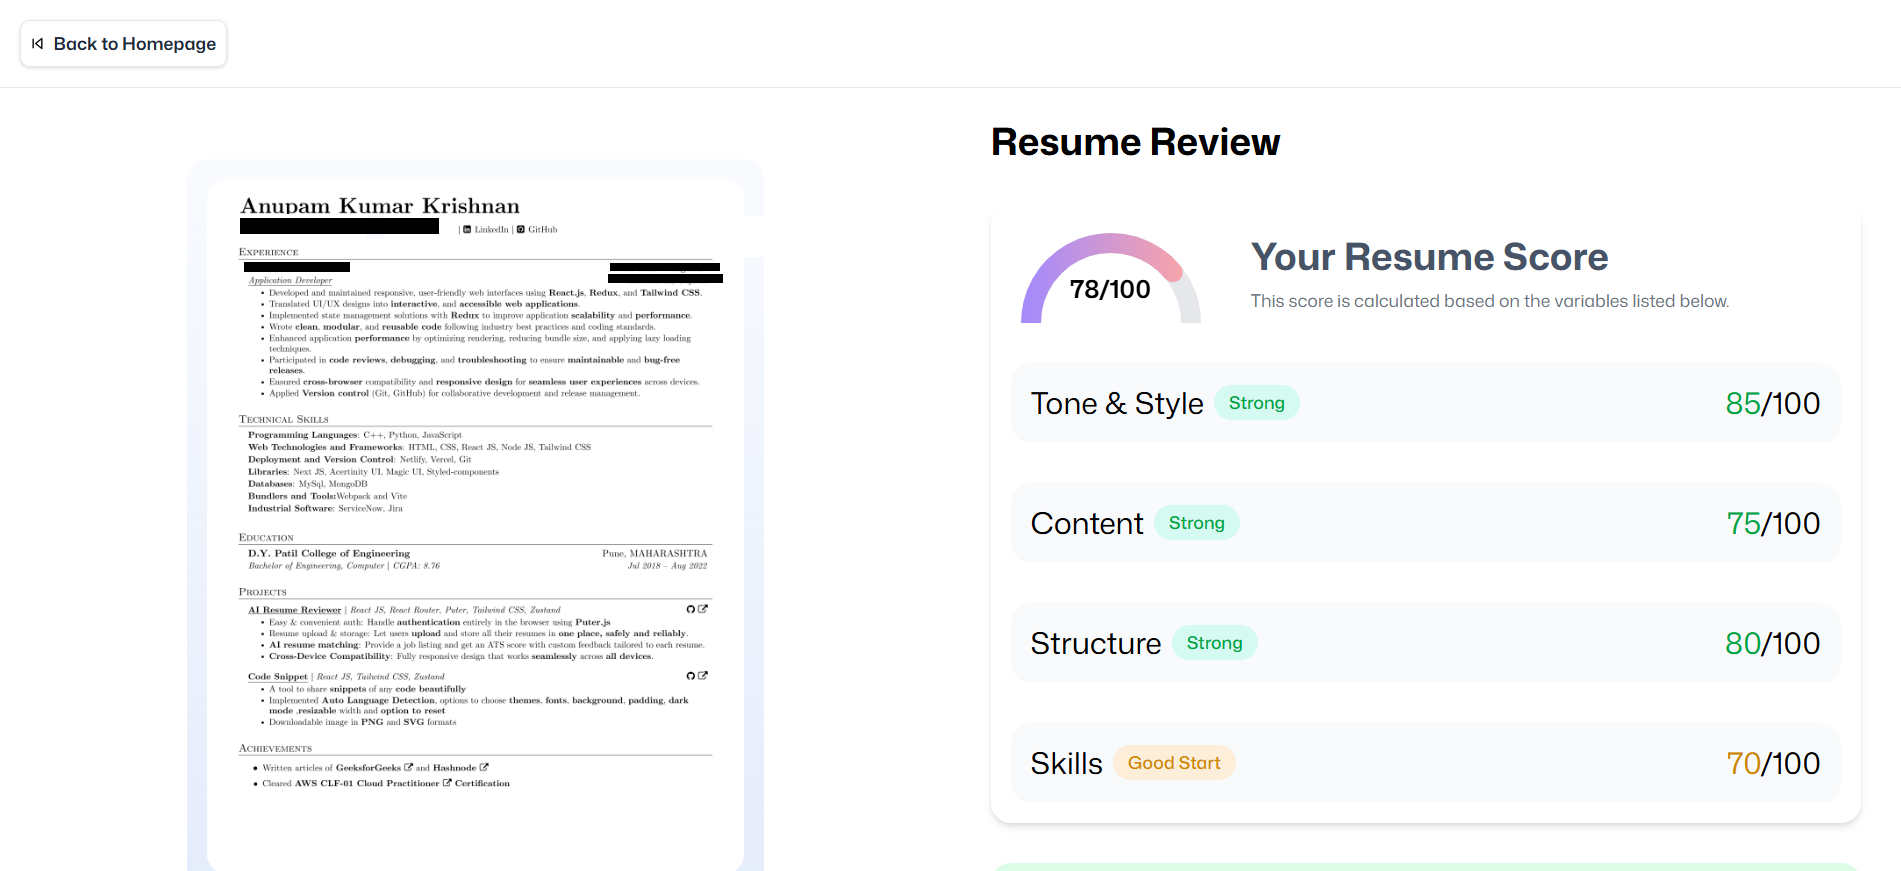 Back to Homepage
Anupam Kumar Krishnan
| LinkedIn | GitHub
Experience
Application Developer
• Developed and maintained responsive, user-friendly web interfaces using React.js, Redux, and Tailwind CSS.
• Translated UI/UX designs into interactive, and accessible web applications.
• Implemented state management solutions with Redux to improve application scalability and performance.
• Wrote clean, modular, and reusable code following industry best practices and coding standards.
• Enhanced application performance by optimizing rendering, reducing bundle size, and applying lazy loading
techniques.
• Participated in code reviews, debugging, and troubleshooting to ensure maintainable and bug-free
releases.
• Ensured cross-browser compatibility and responsive design for seamless user experiences across devices.
• Applied Version control (Git, GitHub) for collaborative development and release management.
Technical Skills
Programming Languages: C++, Python, JavaScript
Web Technologies and Frameworks: HTML, CSS, React JS, Node JS, Tailwind CSS
Deployment and Version Control: Netlify, Vercel, Git
Libraries: Next JS, Acertinity UI, Magic UI, Styled-components
Databases: MySql, MongoDB
Bundlers and Tools:Webpack and Vite
Industrial Software: ServiceNow, Jira
Education
D.Y. Patil College of Engineering Pune, MAHARASHTRA
Bachelor of Engineering, Computer | CGPA: 8.76 Jul 2018 – Aug 2022
Projects
AI Resume Reviewer | React JS, React Router, Puter, Tailwind CSS, Zustand
• Easy & convenient auth: Handle authentication entirely in the browser using Puter.js
• Resume upload & storage: Let users upload and store all their resumes in one place, safely and reliably.
• AI resume matching: Provide a job listing and get an ATS score with custom feedback tailored to each resume.
• Cross-Device Compatibility: Fully responsive design that works seamlessly across all devices.
Code Snippet | React JS, Tailwind CSS, Zustand
• A tool to share snippets of any code beautifully
• Implemented Auto Language Detection, options to choose themes, fonts, background, padding, dark
mode ,resizable width and option to reset
• Downloadable image in PNG and SVG formats
Achievements
• Written articles of GeeksforGeeks and Hashnode
• Cleared AWS CLF-01 Cloud Practitioner Certification
Resume Review
78/100
Your Resume Score
This score is calculated based on the variables listed below.
Tone & Style Strong 85/100
Content Strong 75/100
Structure Strong 80/100
Skills Good Start 70/100